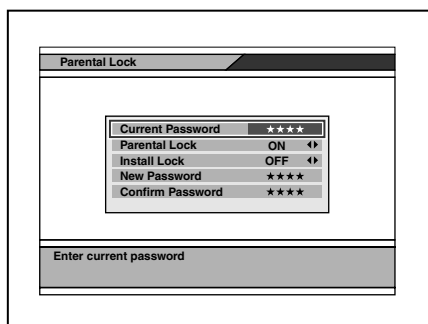 Parental Lock
Current Password ★★★★
Parental Lock ON
Install Lock OFF
New Password ★★★★
Confirm Password ★★★★
Enter current password